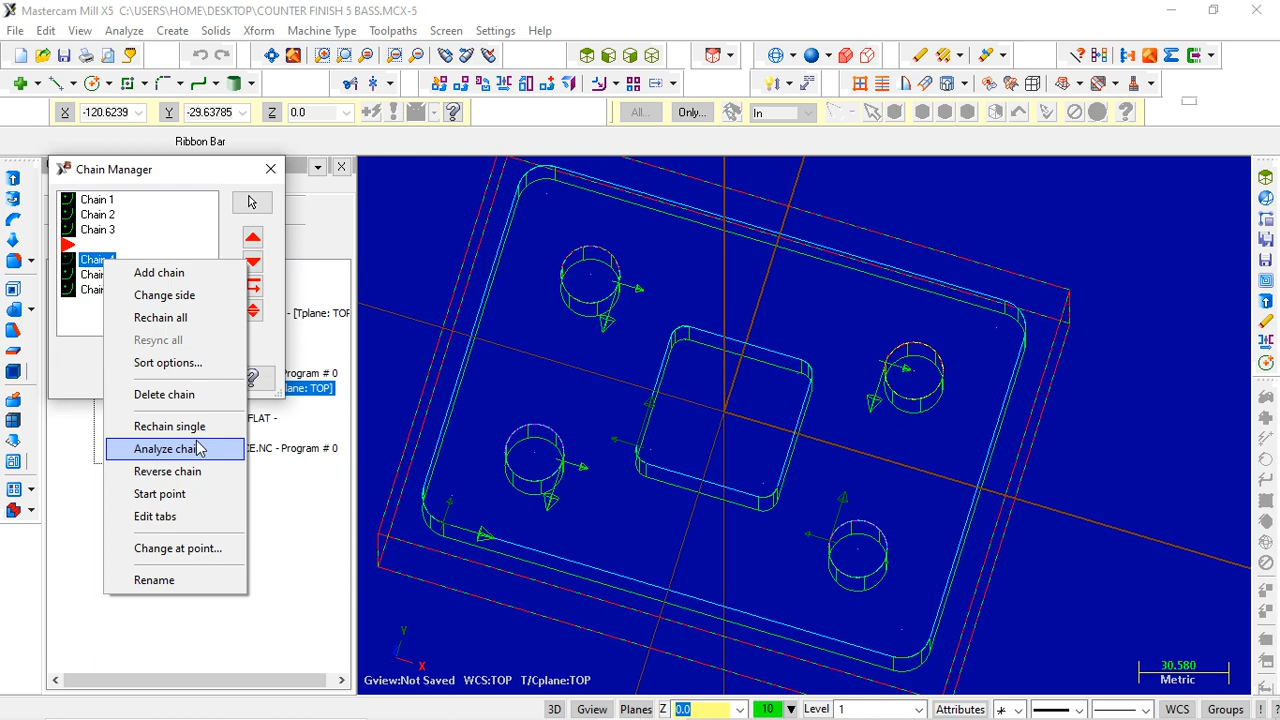 Mastercam Mill X5 C:\USERS\HOME\DESKTOP\COUNTER FINISH 5 BASS.MCX-5
File Edit View Analyze Create Solids Xform Machine Type Toolpaths Screen Settings Help
X -120.6239 Y -29.63785 Z 0.0 All... Only... In
Ribbon Bar
Chain Manager
Chain 1
Chain 2
Chain 3
Chain
Add chain
Change side
Rechain all
Resync all
Sort options...
Delete chain
Rechain single
Analyze chain
Reverse chain
Start point
Edit tabs
Change at point...
Rename
- [Tplane: TOP
Program # 0
lane: TOP]
FLAT -
CE.NC - Program # 0
Y
X
Gview:Not Saved WCS:TOP T/Cplane:TOP
30.580
Metric
3D Gview Planes Z 0.0 10 Level 1 Attributes WCS Groups ?